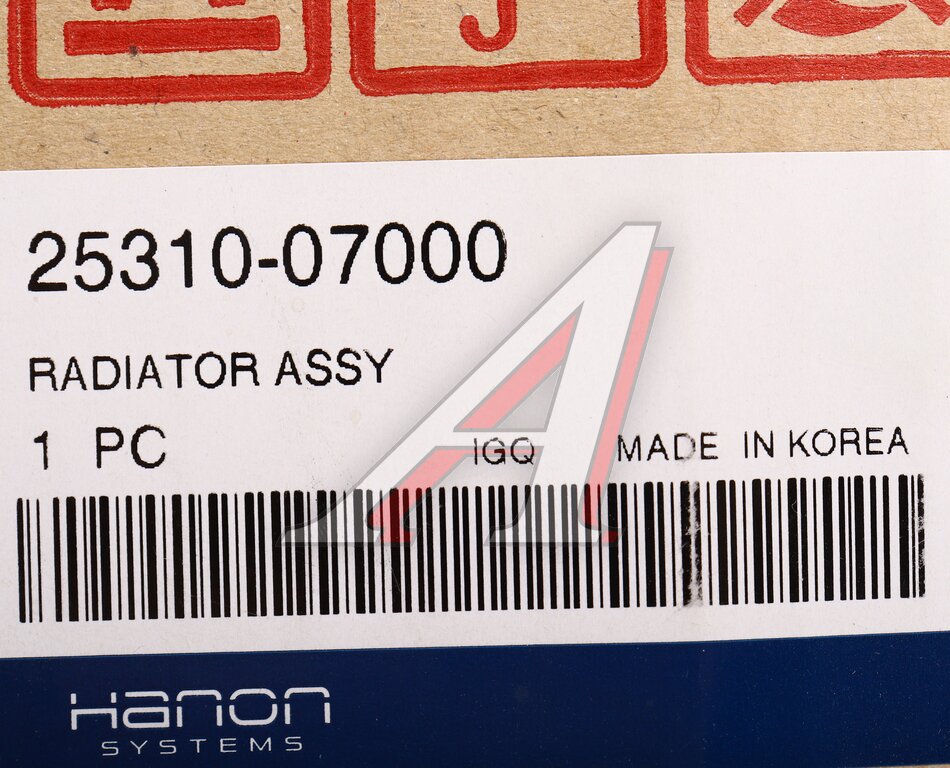 25310-07000
RADIATOR ASSY
1 PC IGQ MADE IN KOREA
Hanon
SYSTEMS